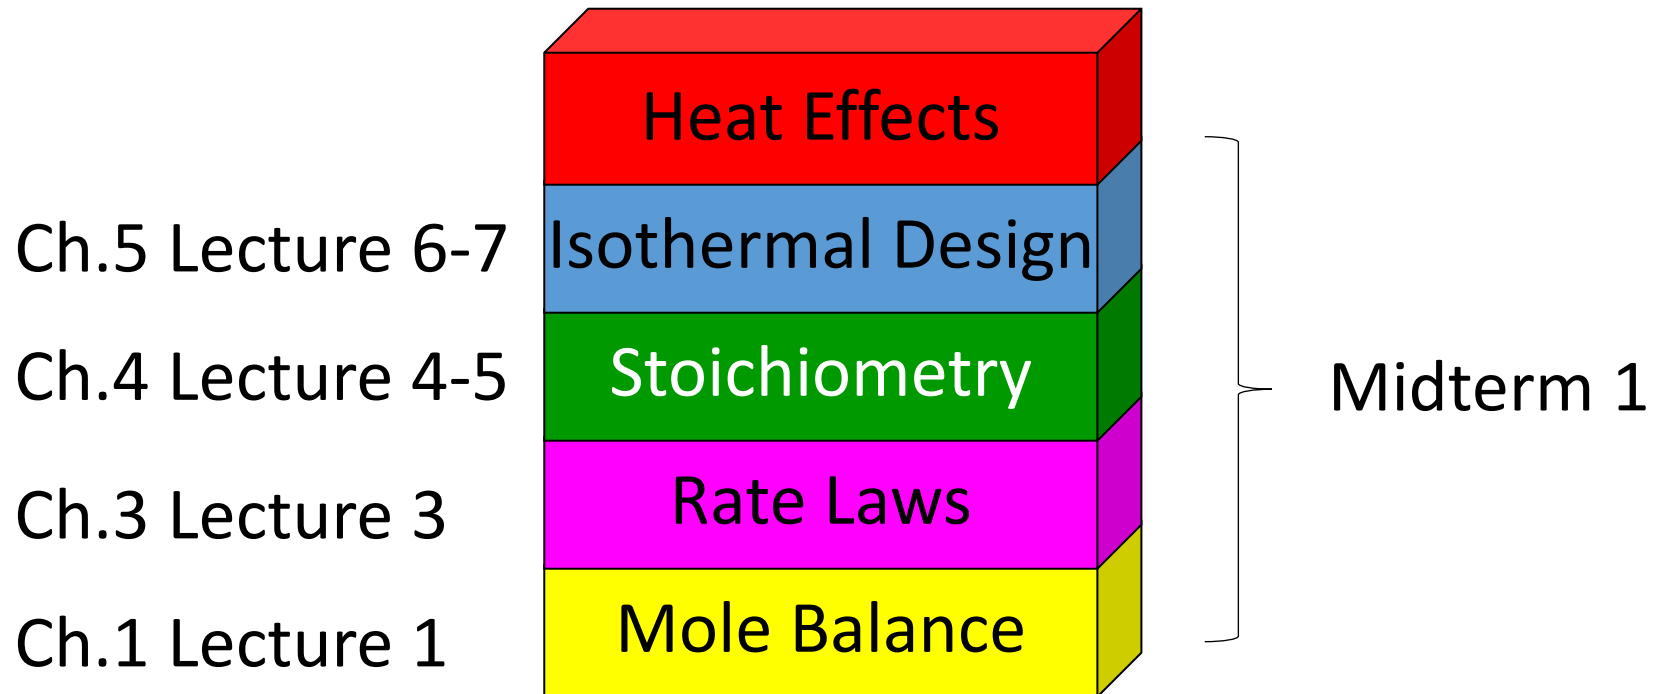 Heat Effects
Ch.5 Lecture 6-7
Isothermal Design
Ch.4 Lecture 4-5
Stoichiometry
Midterm 1
Ch.3 Lecture 3
Rate Laws
Ch.1 Lecture 1
Mole Balance